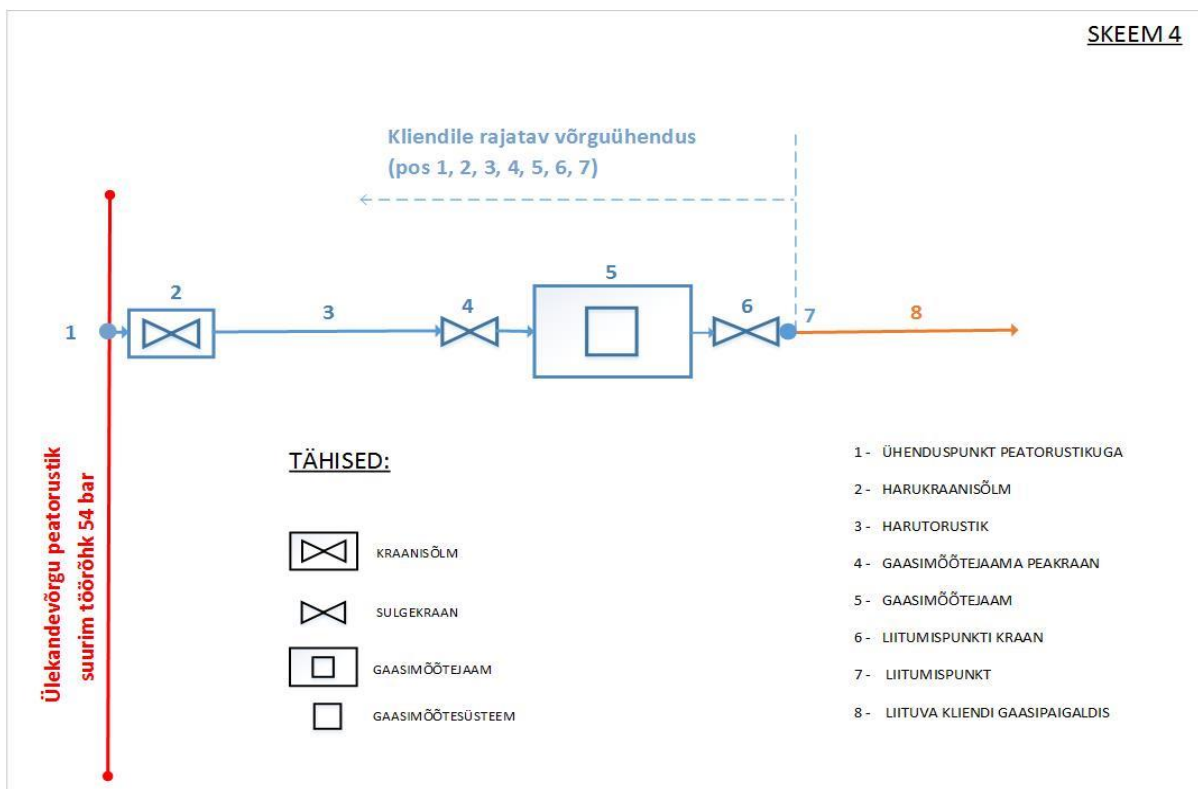 SKEEM 4
Kliendile rajatav võrguühendus
(pos 1, 2, 3, 4, 5, 6, 7)
1
2
3
4
5
6
7
8
Ülekandevõrgu peatorustik
suurim töörõhk 54 bar
TÄHISED:
KRAANISÕLM
SULGEKRAAN
GAASIMÕÕTEJAAM
GAASIMÕÕTESÜSTEEM
1 - ÜHENDUSPUNKT PEATORUSTIKUGA
2 - HARUKRAANISÕLM
3 - HARUTORUSTIK
4 - GAASIMÕÕTEJAAMA PEAKRAAN
5 - GAASIMÕÕTEJAAM
6 - LIITUMISPUNKTI KRAAN
7 - LIITUMISPUNKT
8 - LIITUVA KLIENDI GAASIPAIGALDIS